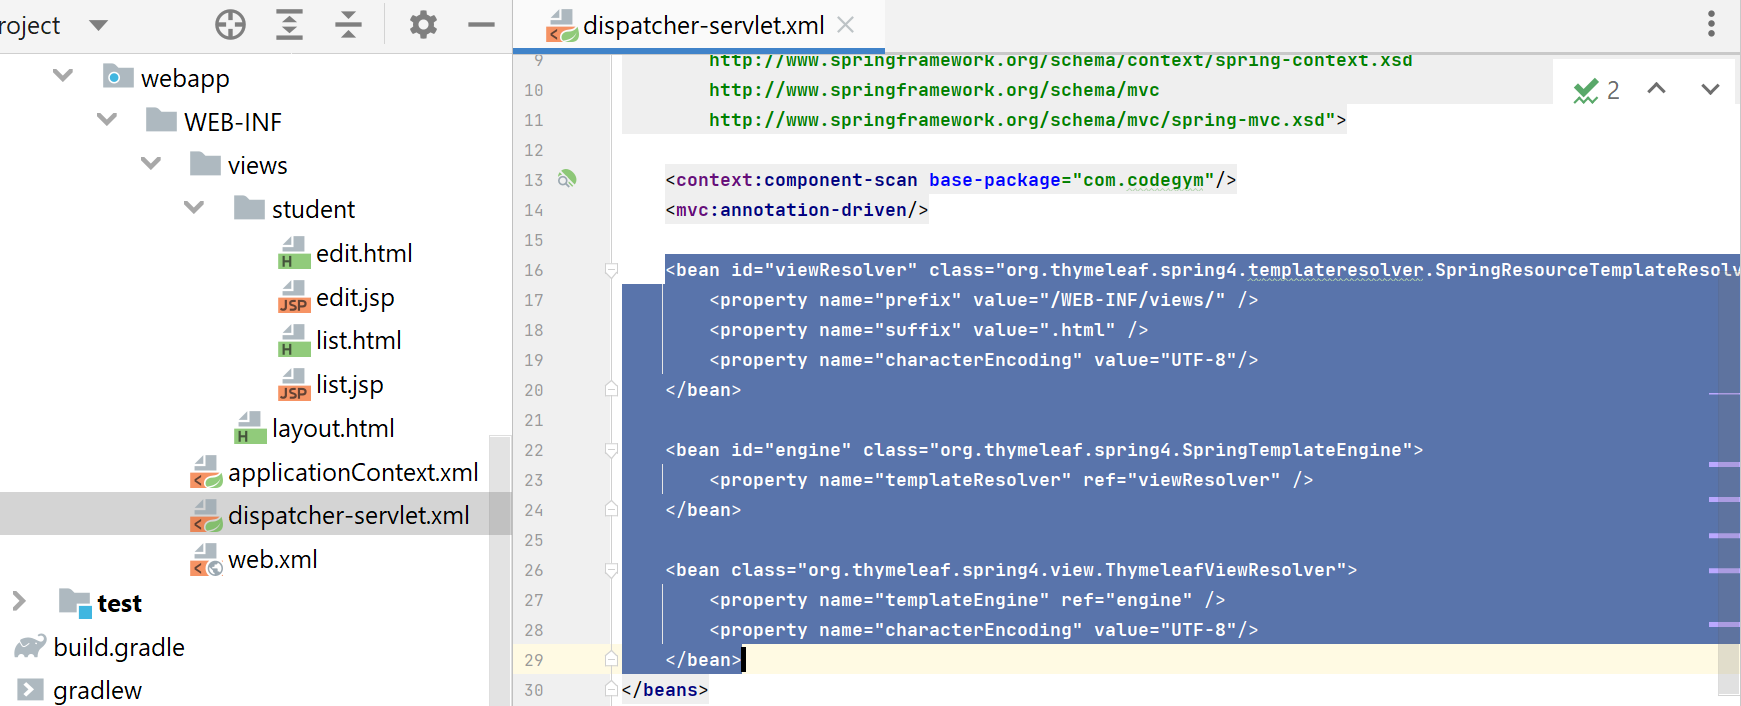 roject
webapp
WEB-INF
views
student
edit.html
edit.jsp
list.html
list.jsp
layout.html
applicationContext.xml
dispatcher-servlet.xml
web.xml
test
build.gradle
gradlew
dispatcher-servlet.xml
2
9 http://www.springframework.org/schema/context/spring-context.xsd
10 http://www.springframework.org/schema/mvc
11 http://www.springframework.org/schema/mvc/spring-mvc.xsd">
12
13 <context:component-scan base-package="com.codegym"/>
14 <mvc:annotation-driven/>
15
16 <bean id="viewResolver" class="org.thymeleaf.spring4.templateresolver.SpringResourceTemplateResolv
17 <property name="prefix" value="/WEB-INF/views/" />
18 <property name="suffix" value=".html" />
19 <property name="characterEncoding" value="UTF-8"/>
20 </bean>
21
22 <bean id="engine" class="org.thymeleaf.spring4.SpringTemplateEngine">
23 <property name="templateResolver" ref="viewResolver" />
24 </bean>
25
26 <bean class="org.thymeleaf.spring4.view.ThymeleafViewResolver">
27 <property name="templateEngine" ref="engine" />
28 <property name="characterEncoding" value="UTF-8"/>
29 </bean>
30 </beans>